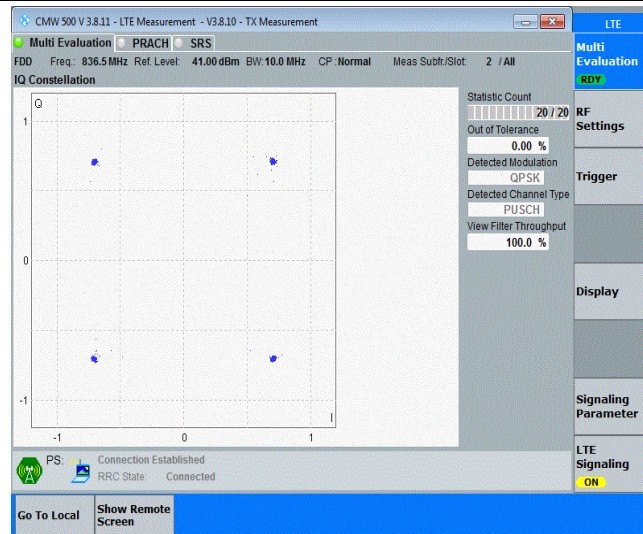 CMW 500 V 3.8.11 - LTE Measurement - V3.8.10 - TX Measurement
LTE
Multi Evaluation PRACH SRS
FDD Freq.: 836.5 MHz Ref. Level: 41.00 dBm BW: 10.0 MHz CP : Normal Meas Subfr./Slot: 2 / All
IQ Constellation
Q
1
0
-1
-1 0 1
I
Statistic Count
20 / 20
Out of Tolerance
0.00 %
Detected Modulation
QPSK
Detected Channel Type
PUSCH
View Filter Throughput
100.0 %
Multi
Evaluation
RDY
RF
Settings
Trigger
Display
Signaling
Parameter
LTE
Signaling
ON
PS: Connection Established
RRC State: Connected
Go To Local
Show Remote
Screen